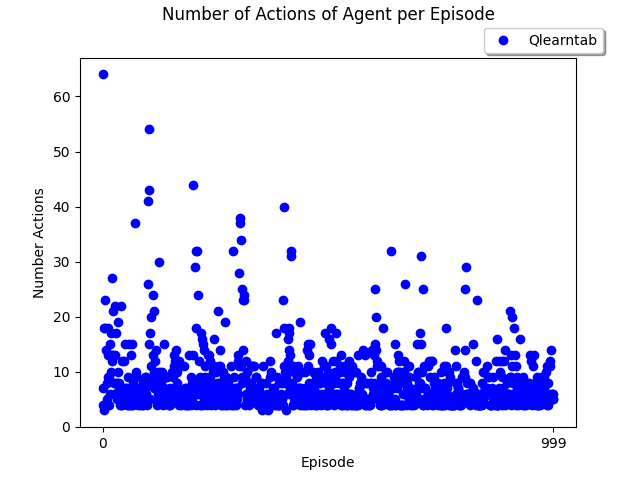 Number of Actions of Agent per Episode
Qlearntab
60
50
40
30
20
10
0
Number Actions
0 999
Episode